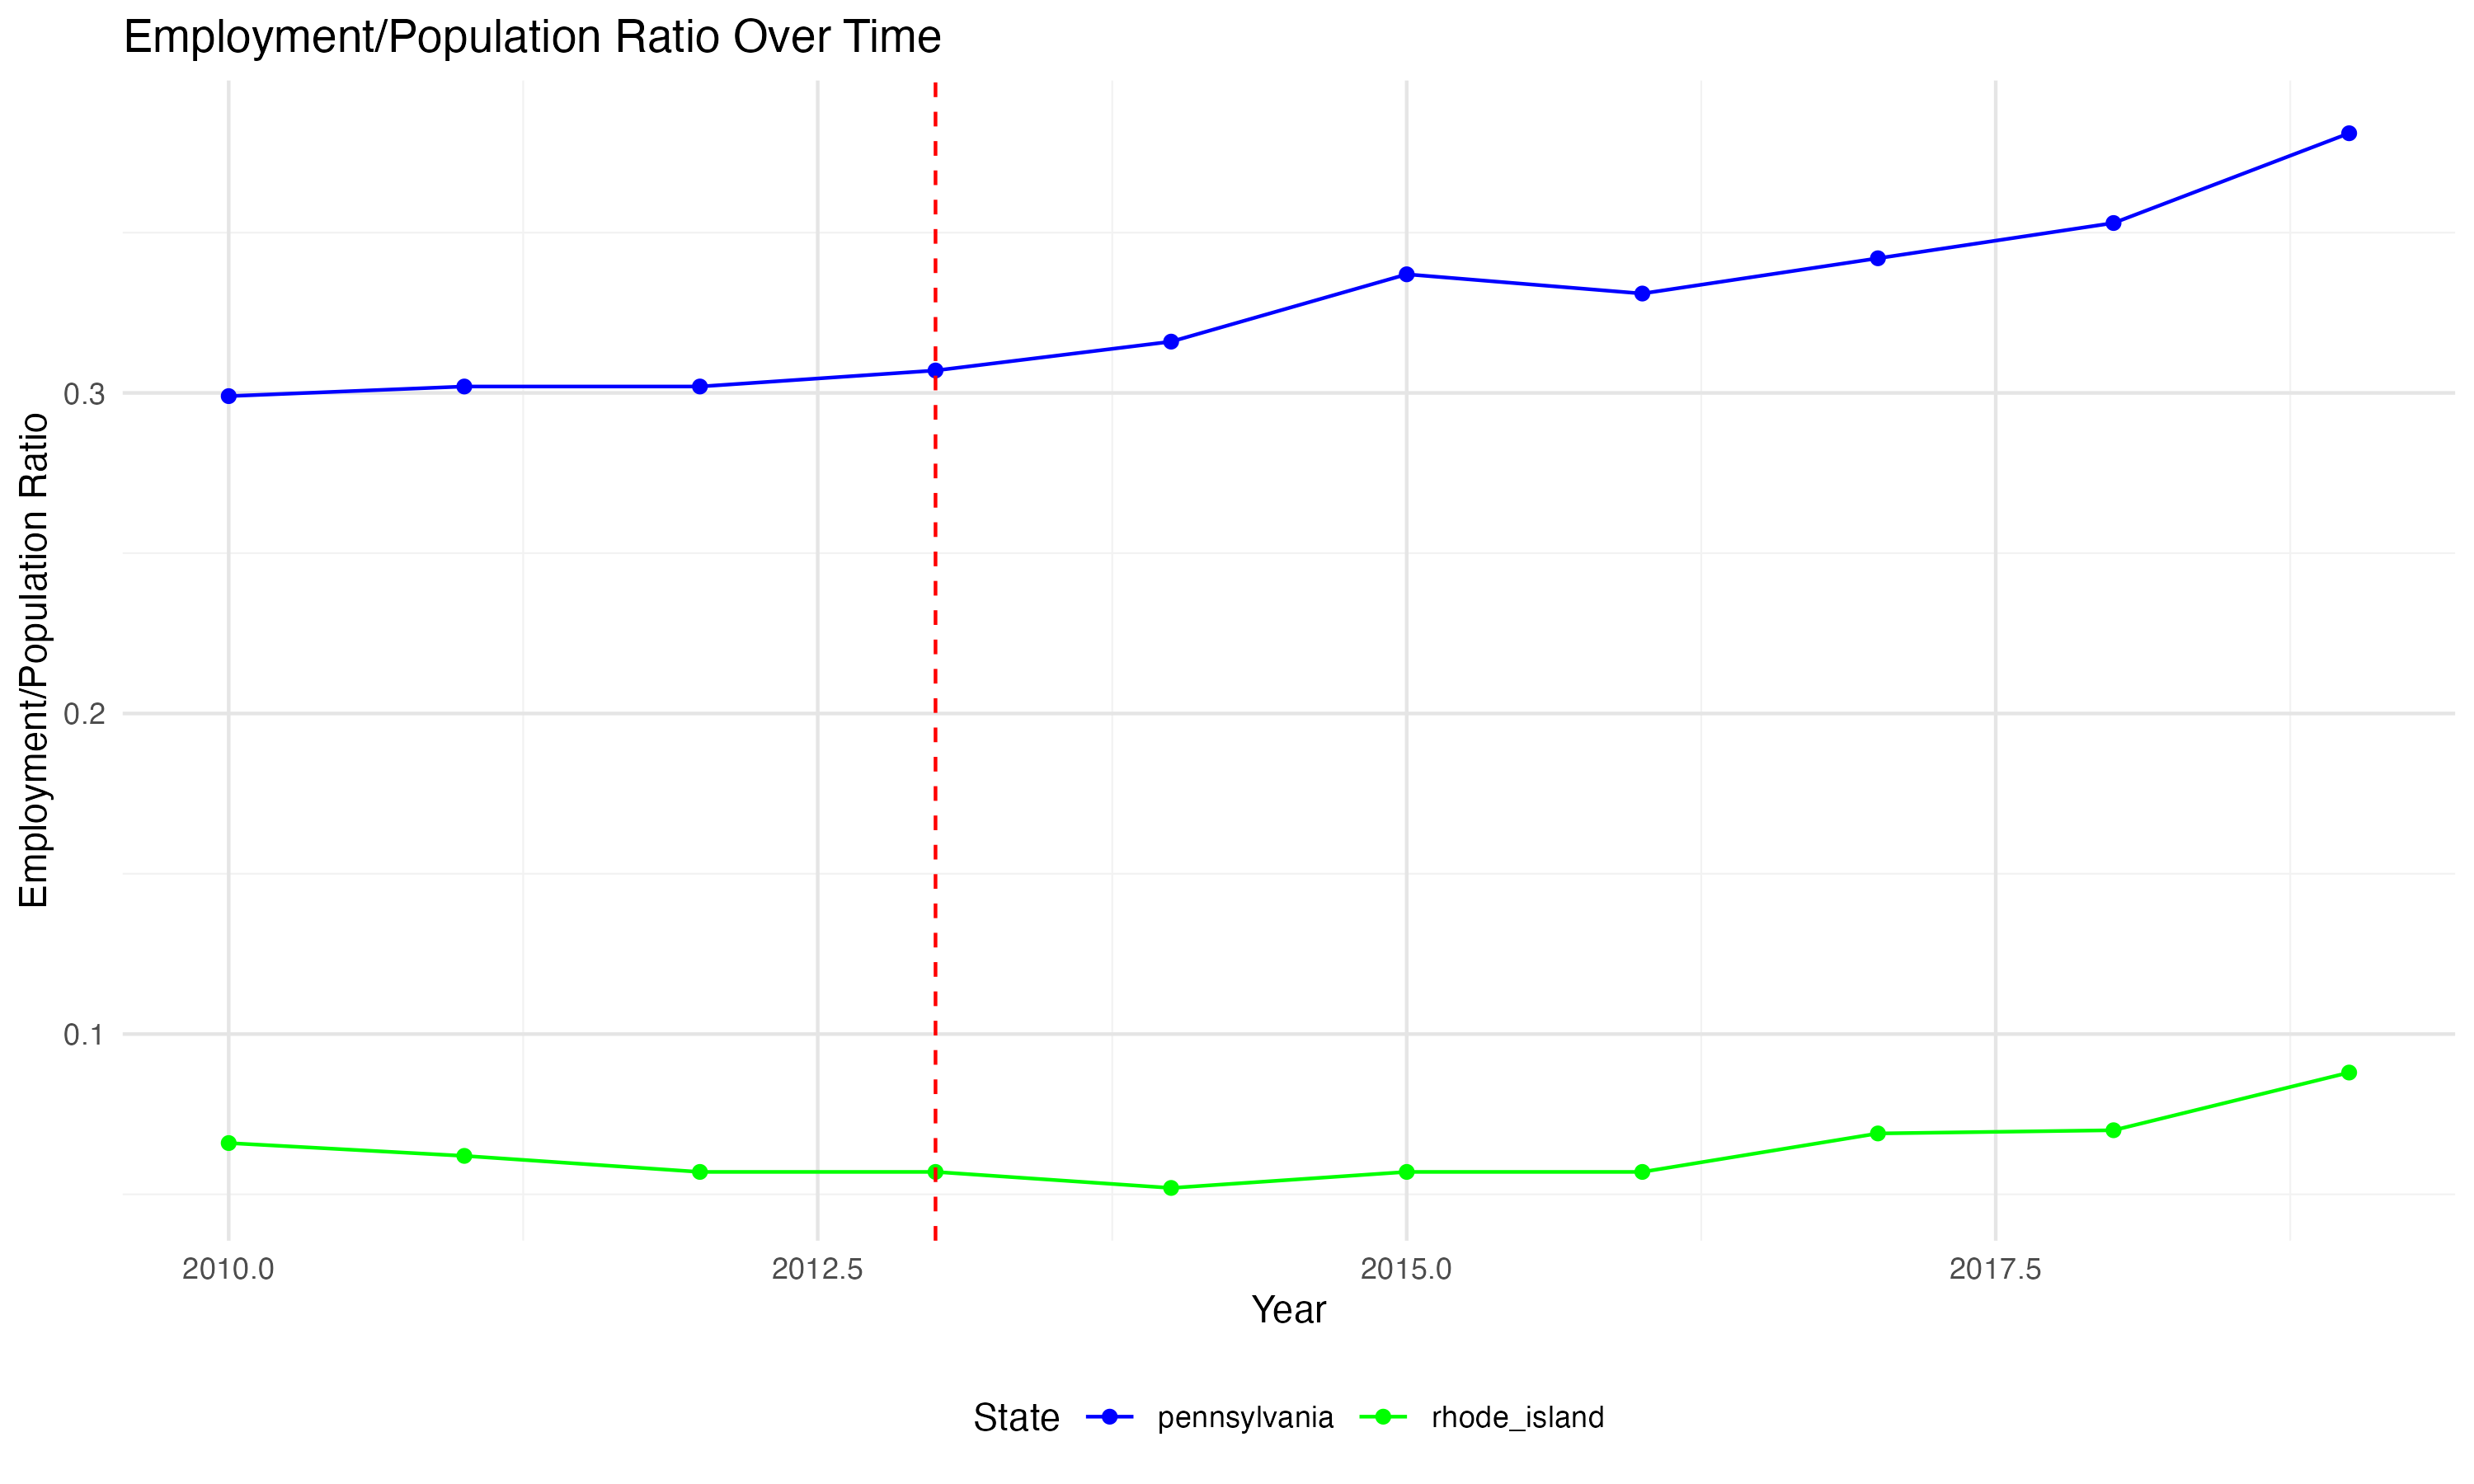 Employment/Population Ratio Over Time
Employment/Population Ratio
0.3
0.2
0.1
2010.0 2012.5 2015.0 2017.5
Year
State pennsylvania rhode_island